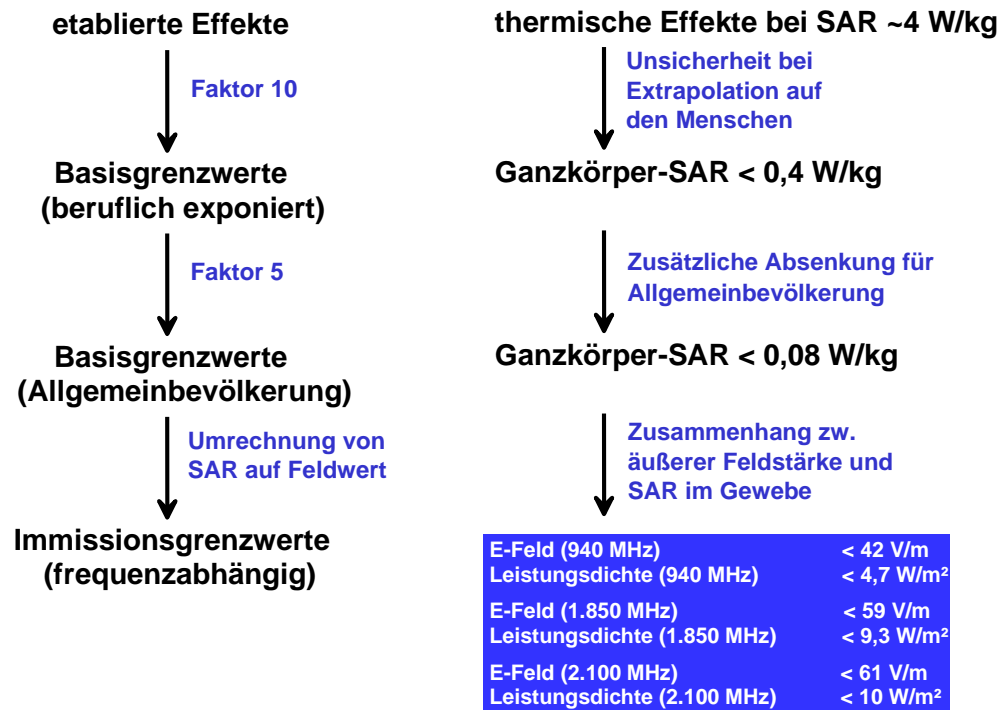 etablierte Effekte
Faktor 10
Basisgrenzwerte
(beruflich exponiert)
Faktor 5
Basisgrenzwerte
(Allgemeinbevölkerung)
Umrechnung von
SAR auf Feldwert
Immissionsgrenzwerte
(frequenzabhängig)
thermische Effekte bei SAR ~4 W/kg
Unsicherheit bei
Extrapolation auf
den Menschen
Ganzkörper-SAR < 0,4 W/kg
Zusätzliche Absenkung für
Allgemeinbevölkerung
Ganzkörper-SAR < 0,08 W/kg
Zusammenhang zw.
äußerer Feldstärke und
SAR im Gewebe
E-Feld (940 MHz) < 42 V/m
Leistungsdichte (940 MHz) < 4,7 W/m²
E-Feld (1.850 MHz) < 59 V/m
Leistungsdichte (1.850 MHz) < 9,3 W/m²
E-Feld (2.100 MHz) < 61 V/m
Leistungsdichte (2.100 MHz) < 10 W/m²